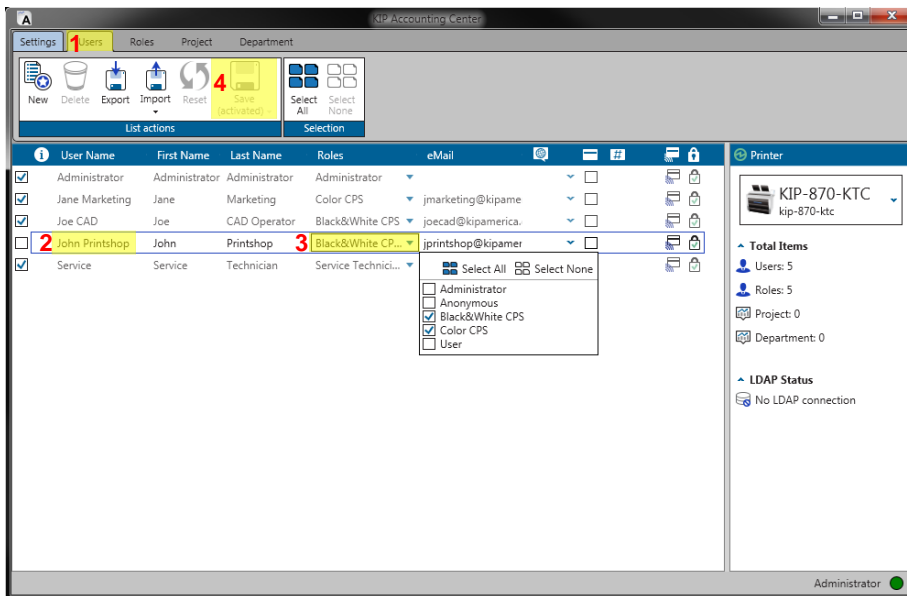 KIP Accounting Center
Settings 1 Users Roles Project Department
4
New Delete Export Import Reset Save (activated) Select All Select None
List actions Selection
User Name First Name Last Name Roles eMail #
Administrator Administrator Administrator Administrator
Jane Marketing Jane Marketing Color CPS jmarketing@kipame
Joe CAD Joe CAD Operator Black&White CPS joecad@kipamerica.
2 John Printshop John Printshop 3 Black&White CP... jprintshop@kipamer
Service Service Technician Service Technici...
Select All Select None
Administrator
Anonymous
Black&White CPS
Color CPS
User
Printer
KIP-870-KTC
kip-870-ktc
Total Items
Users: 5
Roles: 5
Project: 0
Department: 0
LDAP Status
No LDAP connection
Administrator